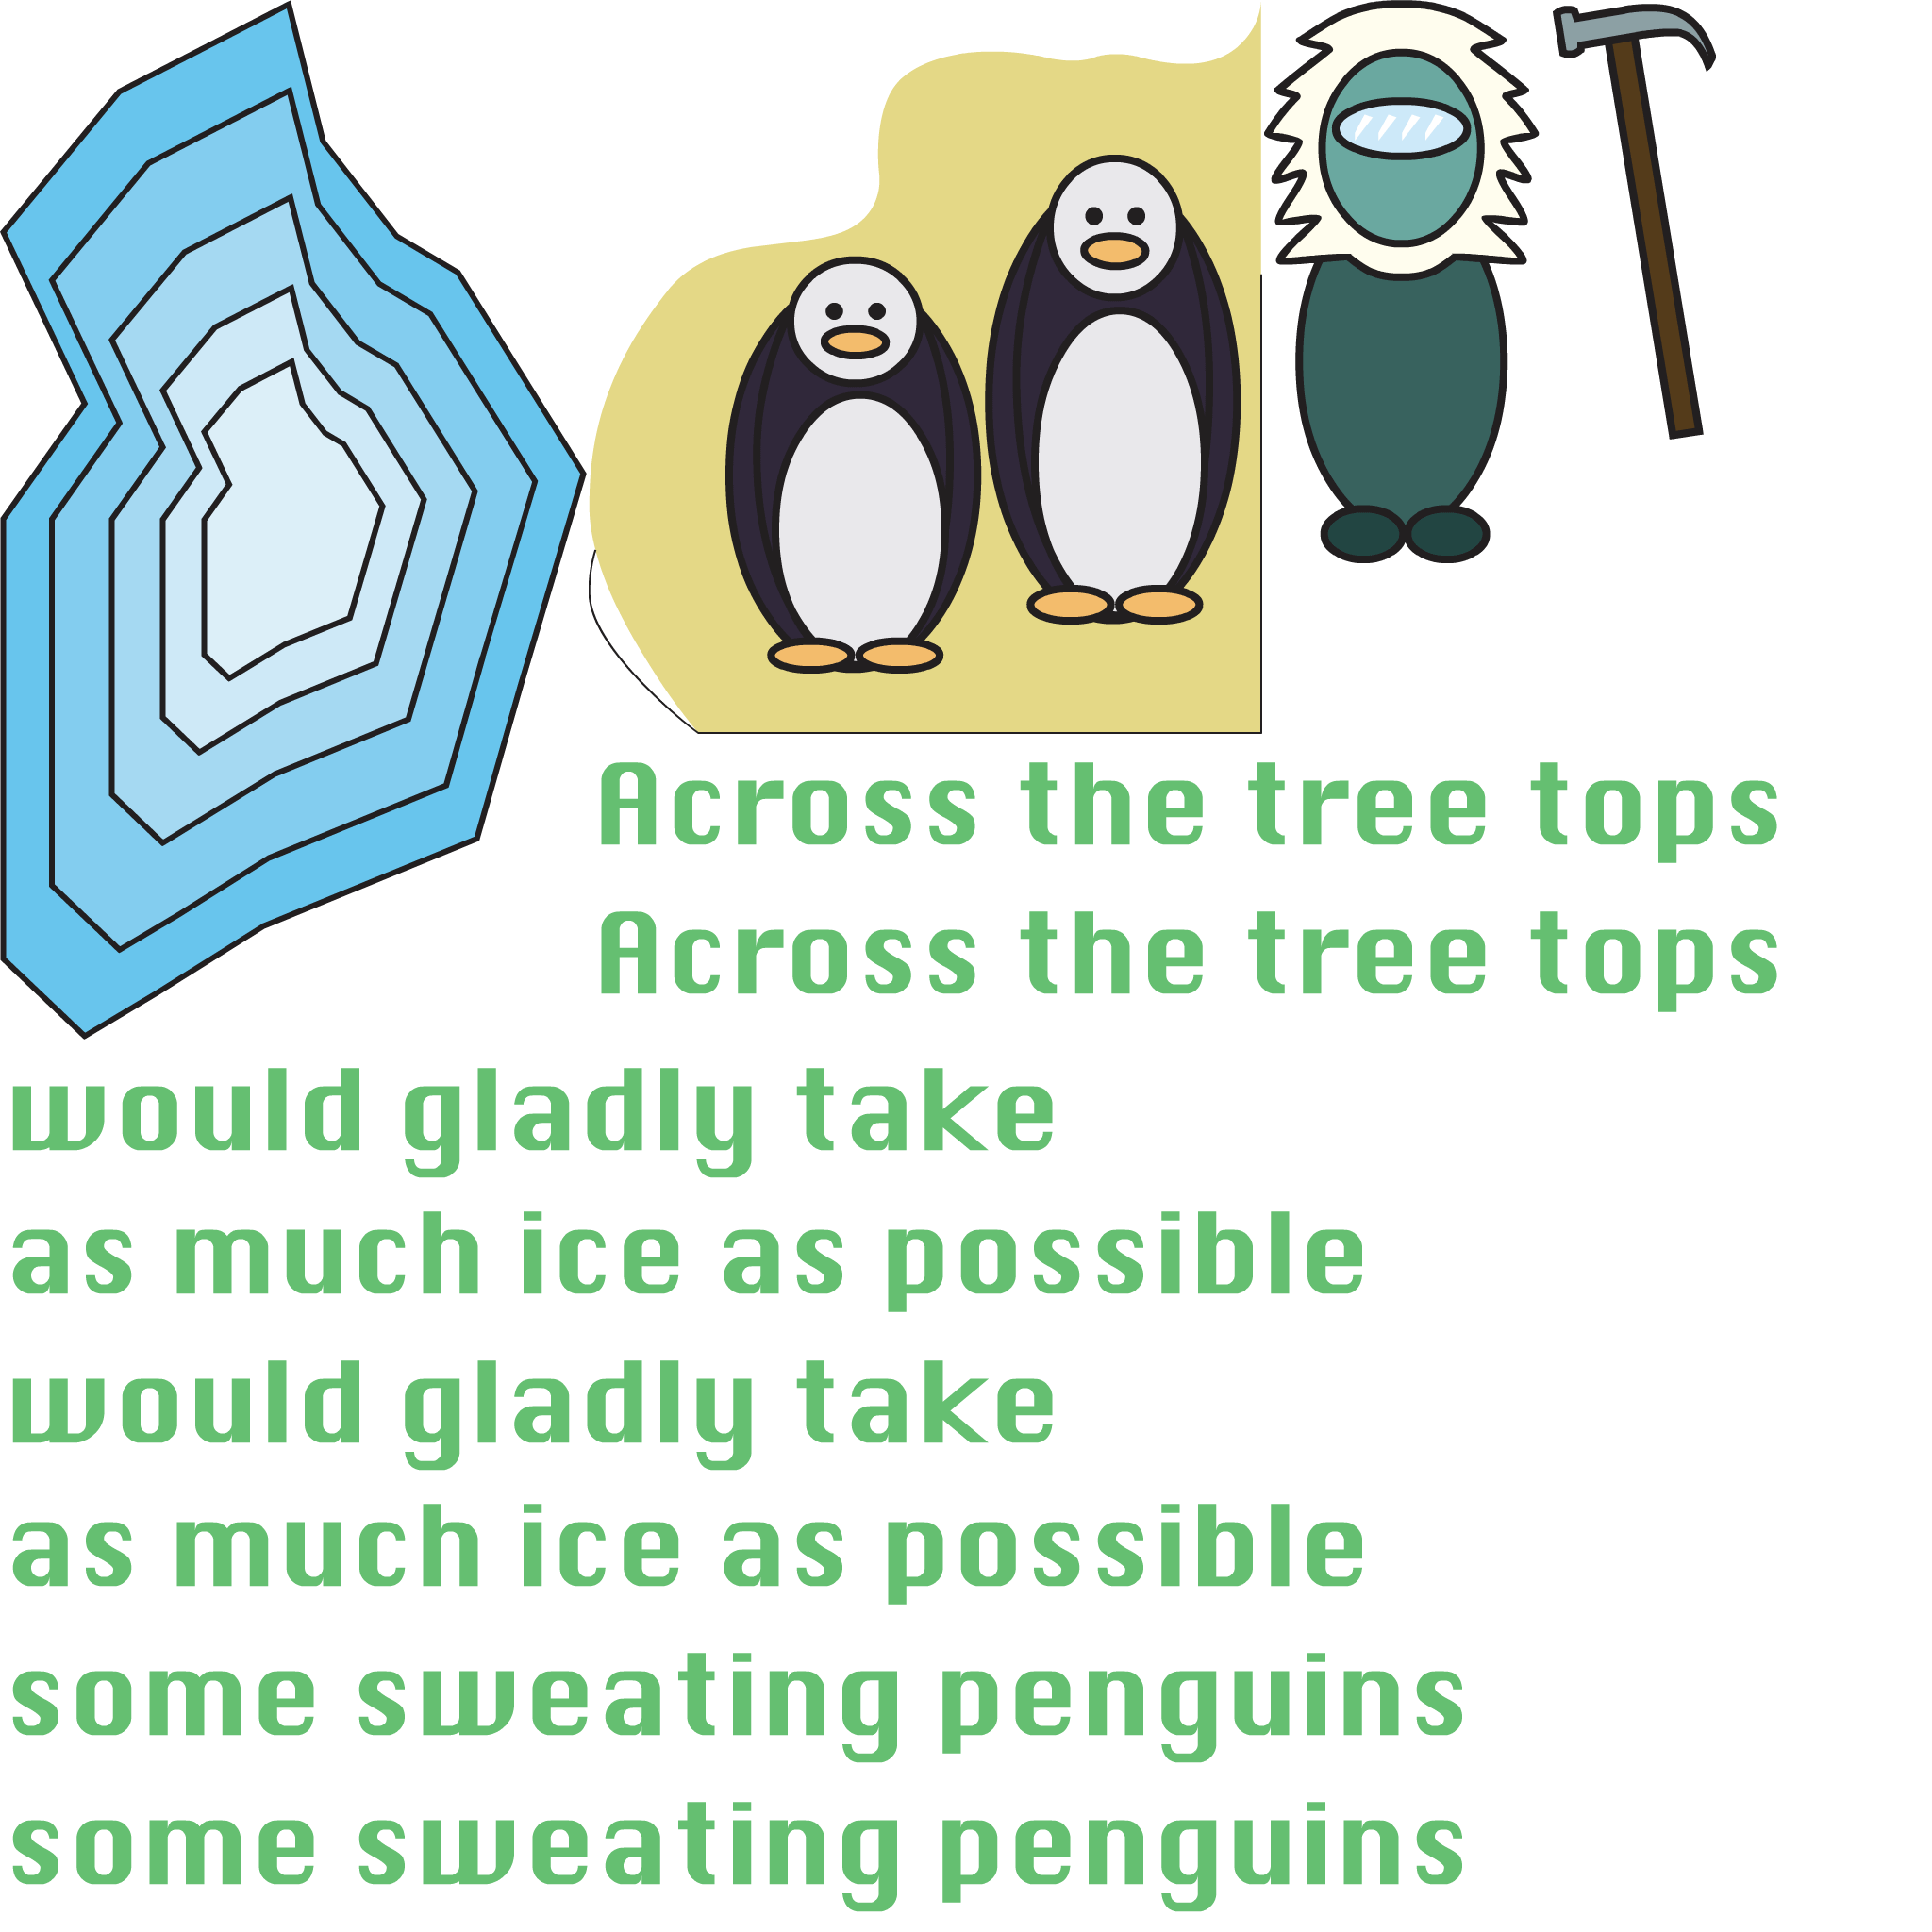 Across the tree tops
Across the tree tops
would gladly take
as much ice as possible
would gladly take
as much ice as possible
some sweating penguins
some sweating penguins